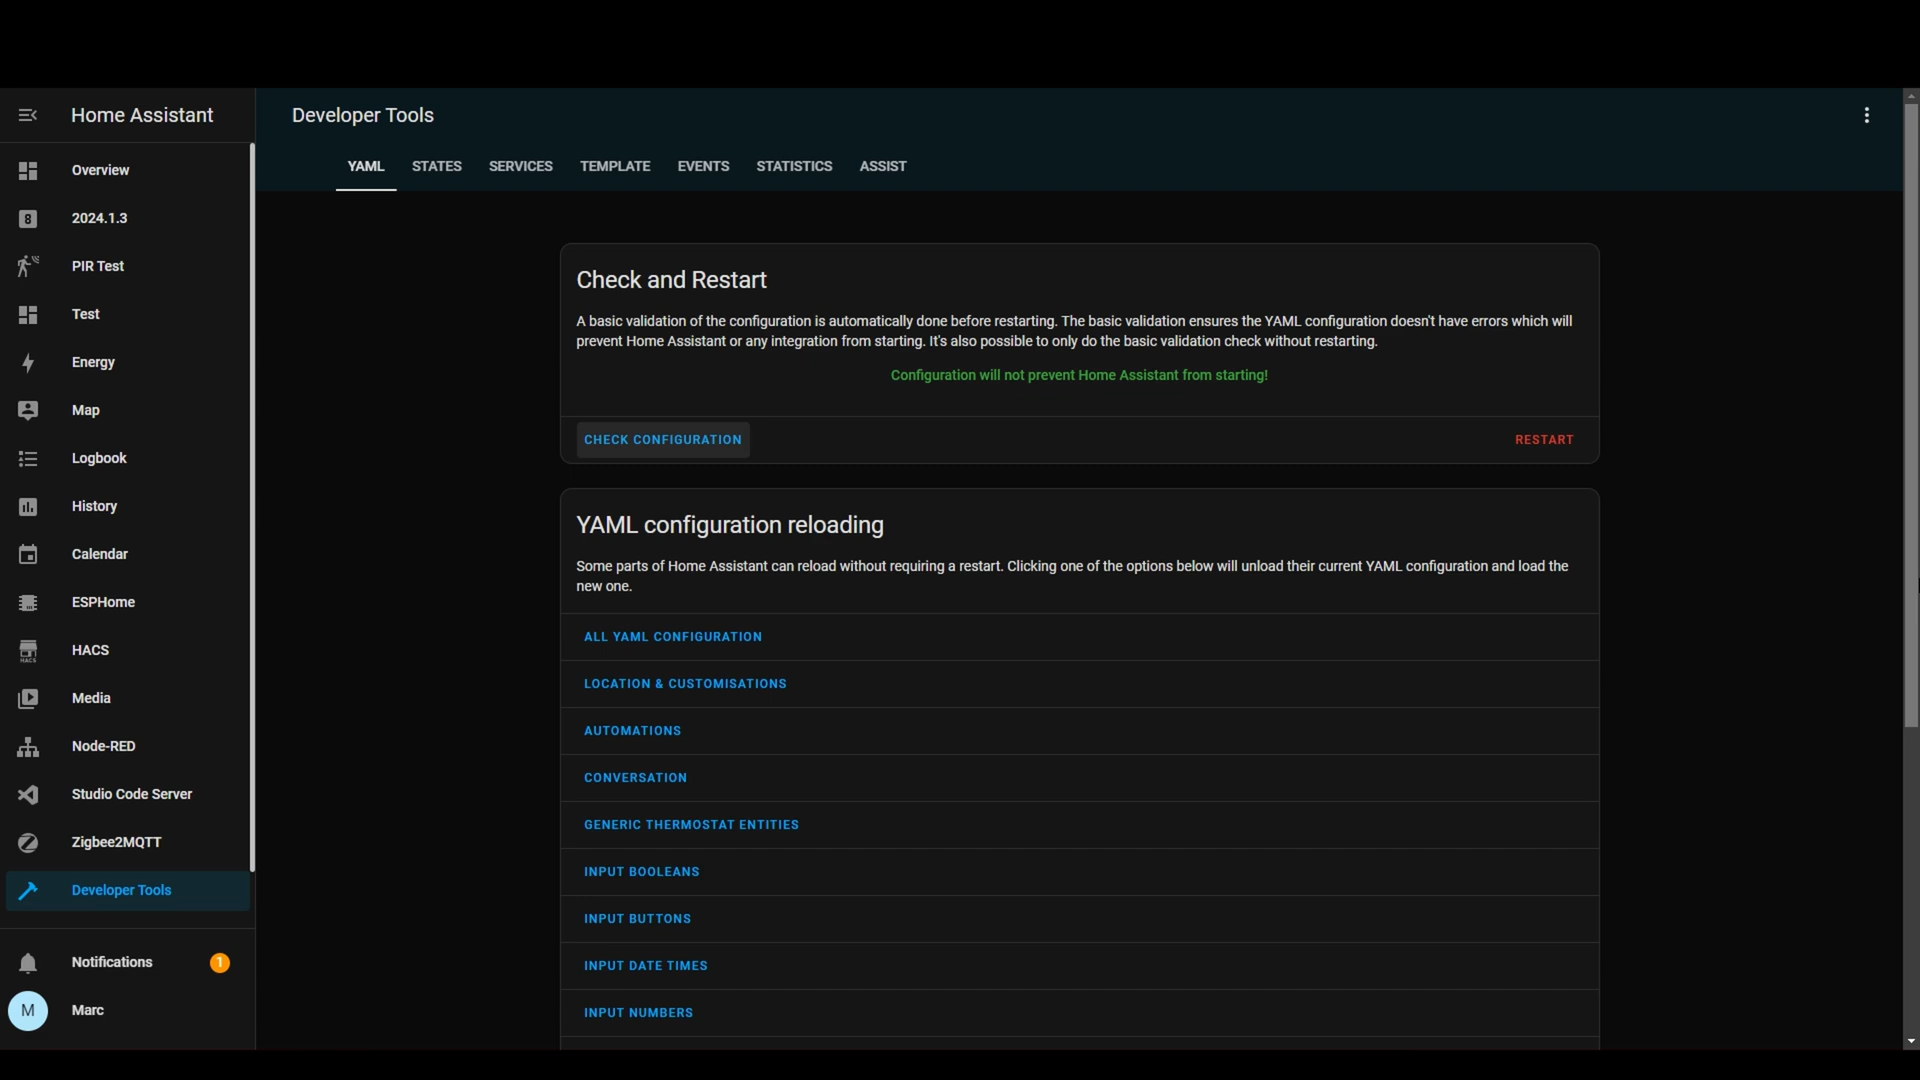 Home Assistant
Overview
8
2024.1.3
PIR Test
Test
Energy
Map
Logbook
History
Calendar
ESPHome
HACS
HACS
Media
Node-RED
Studio Code Server
Zigbee2MQTT
Developer Tools
Notifications 1
M Marc
Developer Tools
YAML STATES SERVICES TEMPLATE EVENTS STATISTICS ASSIST
Check and Restart
A basic validation of the configuration is automatically done before restarting. The basic validation ensures the YAML configuration doesn't have errors which will
prevent Home Assistant or any integration from starting. It's also possible to only do the basic validation check without restarting.
Configuration will not prevent Home Assistant from starting!
CHECK CONFIGURATION RESTART
YAML configuration reloading
Some parts of Home Assistant can reload without requiring a restart. Clicking one of the options below will unload their current YAML configuration and load the
new one.
ALL YAML CONFIGURATION
LOCATION & CUSTOMISATIONS
AUTOMATIONS
CONVERSATION
GENERIC THERMOSTAT ENTITIES
INPUT BOOLEANS
INPUT BUTTONS
INPUT DATE TIMES
INPUT NUMBERS